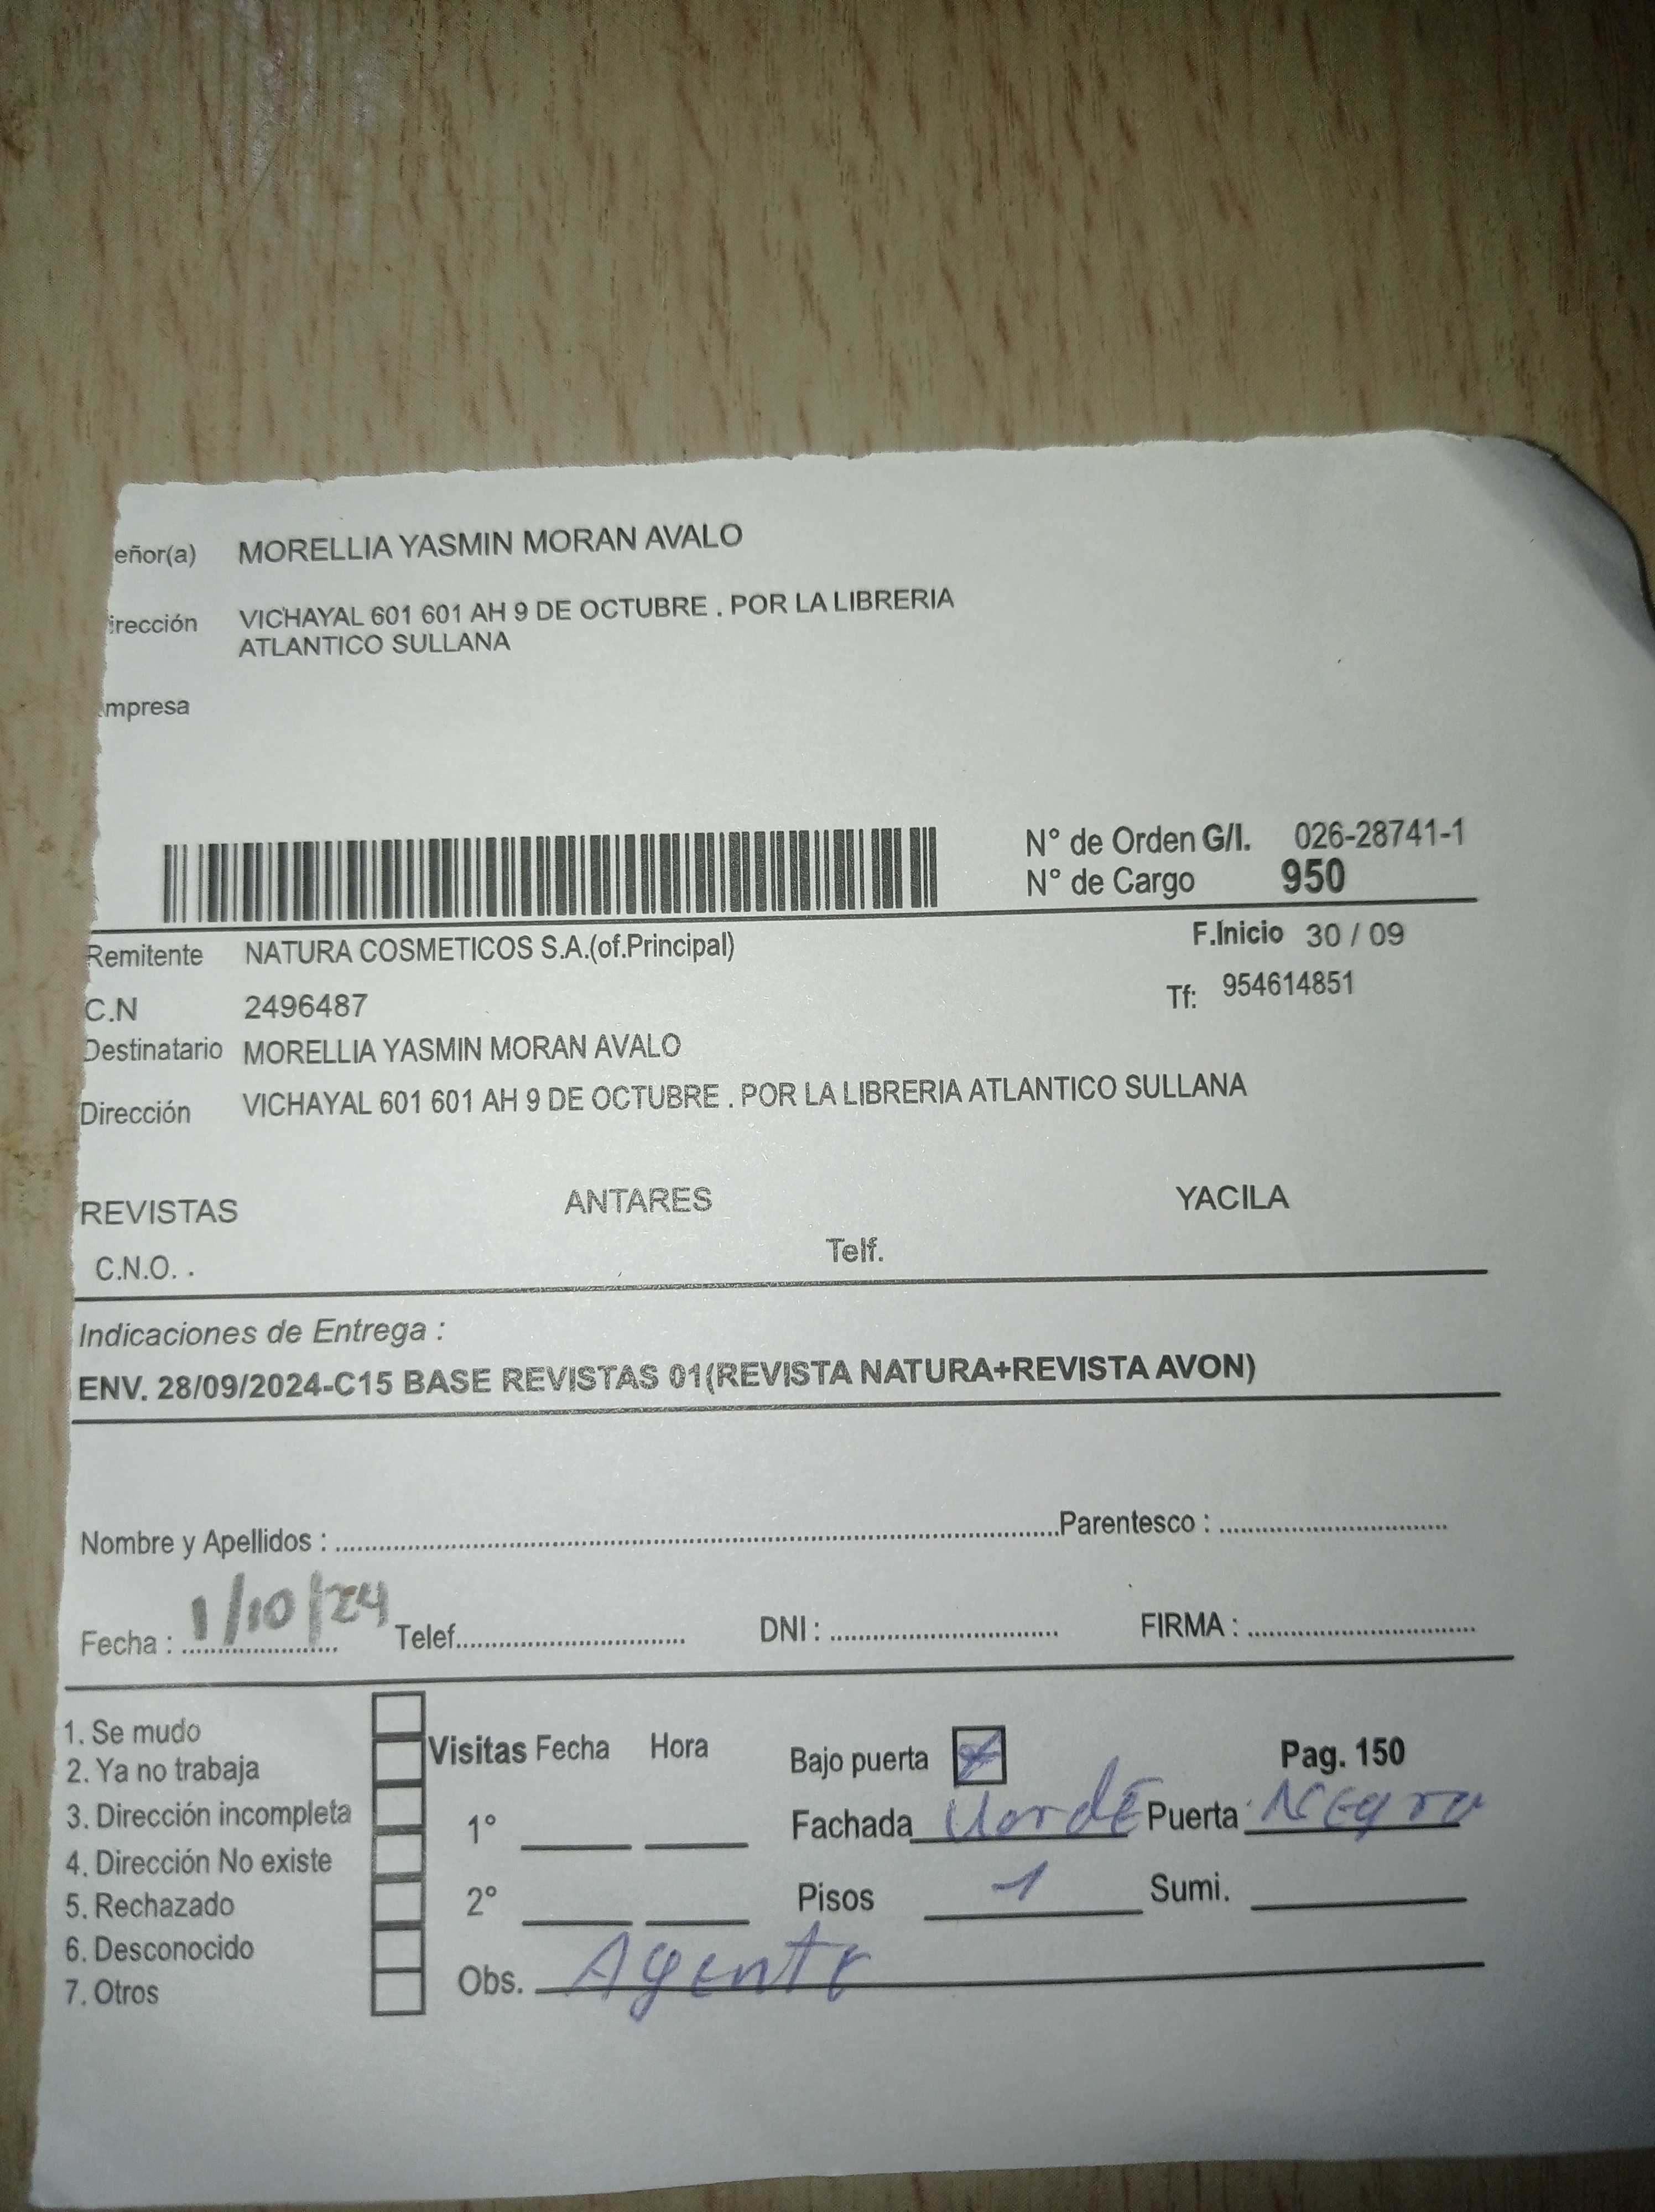 eñor(a) MORELLIA YASMIN MORAN AVALO
irección VICHAYAL 601 601 AH 9 DE OCTUBRE . POR LA LIBRERIA
ATLANTICO SULLANA
mpresa
N° de Orden G/I. 026-28741-1
N° de Cargo 950
Remitente NATURA COSMETICOS S.A.(of.Principal) F.Inicio 30 / 09
C.N 2496487 Tf: 954614851
Destinatario MORELLIA YASMIN MORAN AVALO
Dirección VICHAYAL 601 601 AH 9 DE OCTUBRE . POR LA LIBRERIA ATLANTICO SULLANA
REVISTAS ANTARES YACILA
C.N.O. . Telf.
Indicaciones de Entrega :
ENV. 28/09/2024-C15 BASE REVISTAS 01(REVISTA NATURA+REVISTA AVON)
Nombre y Apellidos : Parentesco :
Fecha : 1/10/24 Telef. DNI : FIRMA :
1. Se mudo
2. Ya no trabaja
3. Dirección incompleta
4. Dirección No existe
5. Rechazado
6. Desconocido
7. Otros
Visitas Fecha Hora
1°
2°
Bajo puerta Pag. 150
Fachada Verde Puerta Negro
Pisos 1 Sumi.
Obs. Agente